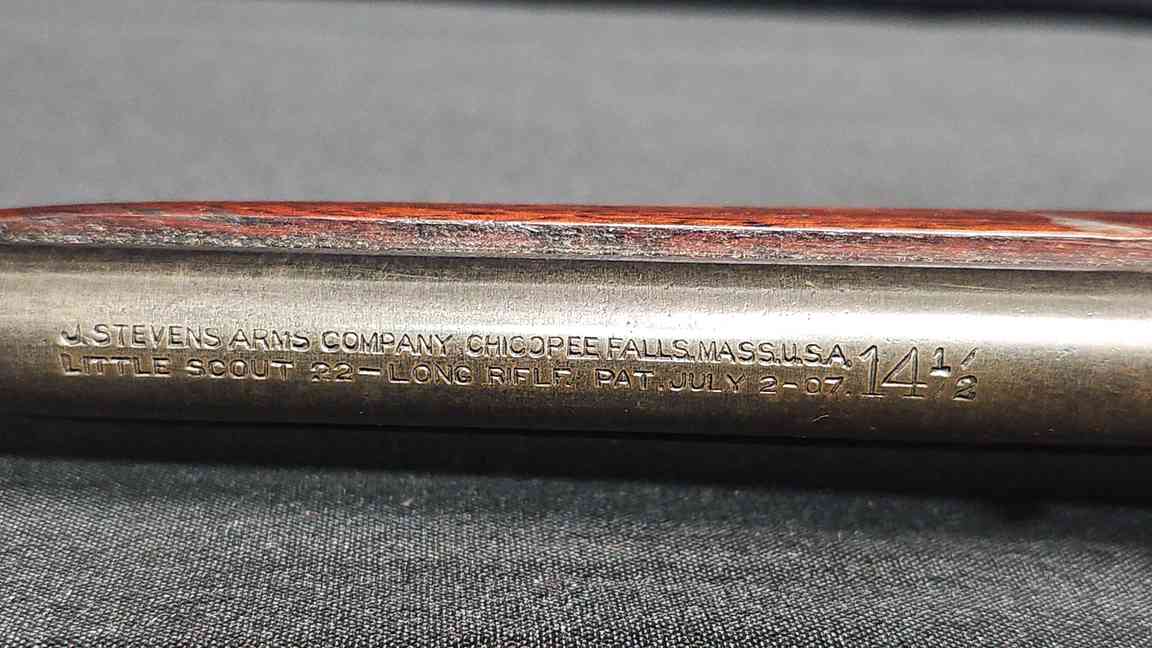 J. STEVENS ARMS COMPANY CHICOPEE FALLS, MASS. U.S.A.
LITTLE SCOUT 22-LONG RIFLE. PAT. JULY 2-07. 14 1/2